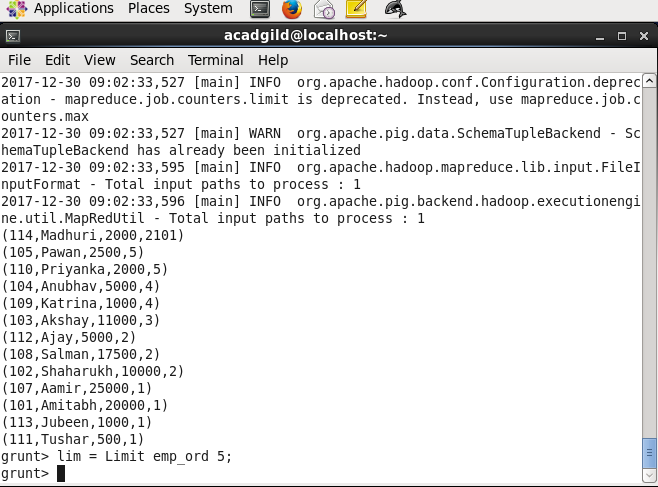 Applications Places System
acadgild@localhost:~
File Edit View Search Terminal Help
2017-12-30 09:02:33,527 [main] INFO  org.apache.hadoop.conf.Configuration.deprec
ation - mapreduce.job.counters.limit is deprecated. Instead, use mapreduce.job.c
ounters.max
2017-12-30 09:02:33,527 [main] WARN  org.apache.pig.data.SchemaTupleBackend - Sc
hemaTupleBackend has already been initialized
2017-12-30 09:02:33,595 [main] INFO  org.apache.hadoop.mapreduce.lib.input.FileI
nputFormat - Total input paths to process : 1
2017-12-30 09:02:33,596 [main] INFO  org.apache.pig.backend.hadoop.executionengi
ne.util.MapRedUtil - Total input paths to process : 1
(114,Madhuri,2000,2101)
(105,Pawan,2500,5)
(110,Priyanka,2000,5)
(104,Anubhav,5000,4)
(109,Katrina,1000,4)
(103,Akshay,11000,3)
(112,Ajay,5000,2)
(108,Salman,17500,2)
(102,Shaharukh,10000,2)
(107,Aamir,25000,1)
(101,Amitabh,20000,1)
(113,Jubeen,1000,1)
(111,Tushar,500,1)
grunt> lim = Limit emp_ord 5;
grunt>